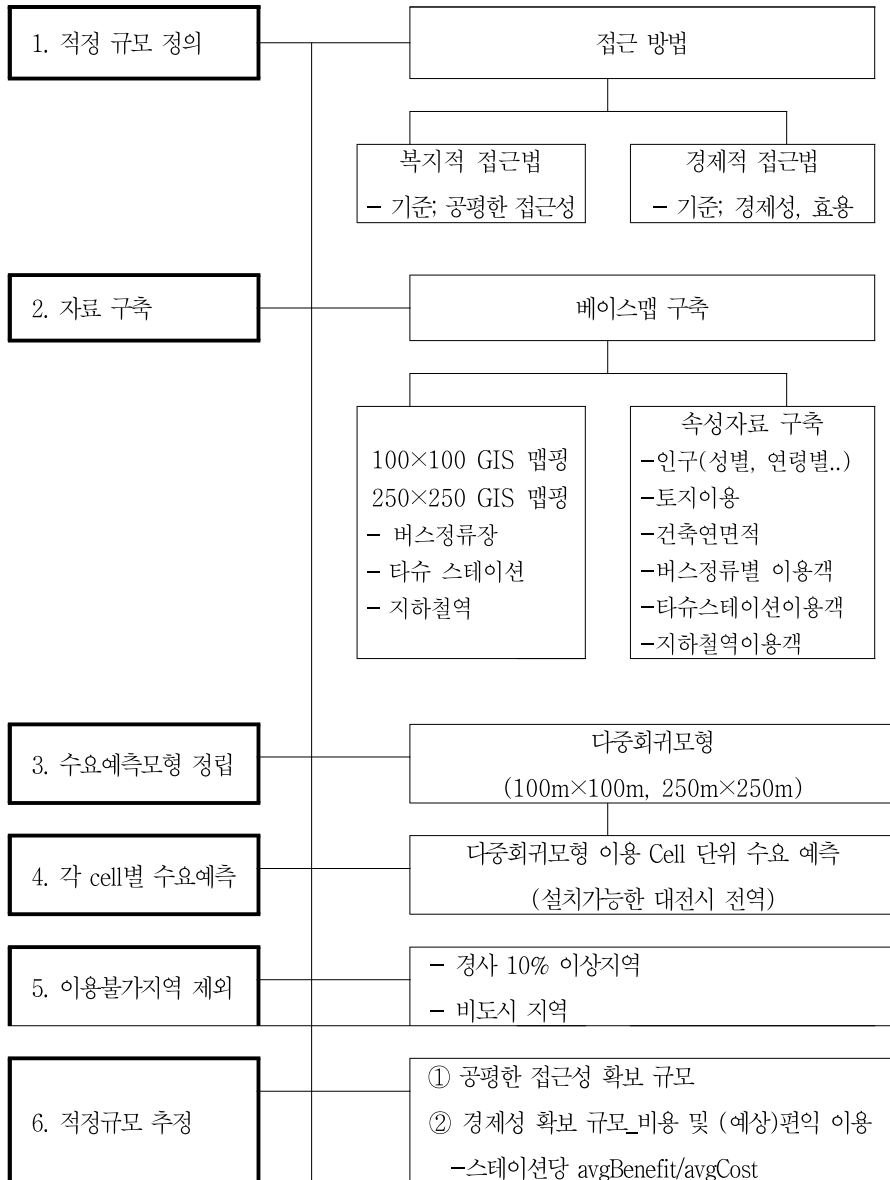 1. 적정 규모 정의
접근 방법
복지적 접근법
- 기준; 공평한 접근성
경제적 접근법
- 기준; 경제성, 효용
2. 자료 구축
베이스맵 구축
100×100 GIS 맵핑
250×250 GIS 맵핑
- 버스정류장
- 타슈 스테이션
- 지하철역
속성자료 구축
-인구(성별, 연령별..)
-토지이용
-건축연면적
-버스정류별 이용객
-타슈스테이션이용객
-지하철역이용객
3. 수요예측모형 정립
다중회귀모형
(100m×100m, 250m×250m)
4. 각 cell별 수요예측
다중회귀모형 이용 Cell 단위 수요 예측
(설치가능한 대전시 전역)
5. 이용불가지역 제외
- 경사 10% 이상지역
- 비도시 지역
6. 적정규모 추정
① 공평한 접근성 확보 규모
② 경제성 확보 규모_비용 및 (예상)편익 이용
-스테이션당 avgBenefit/avgCost